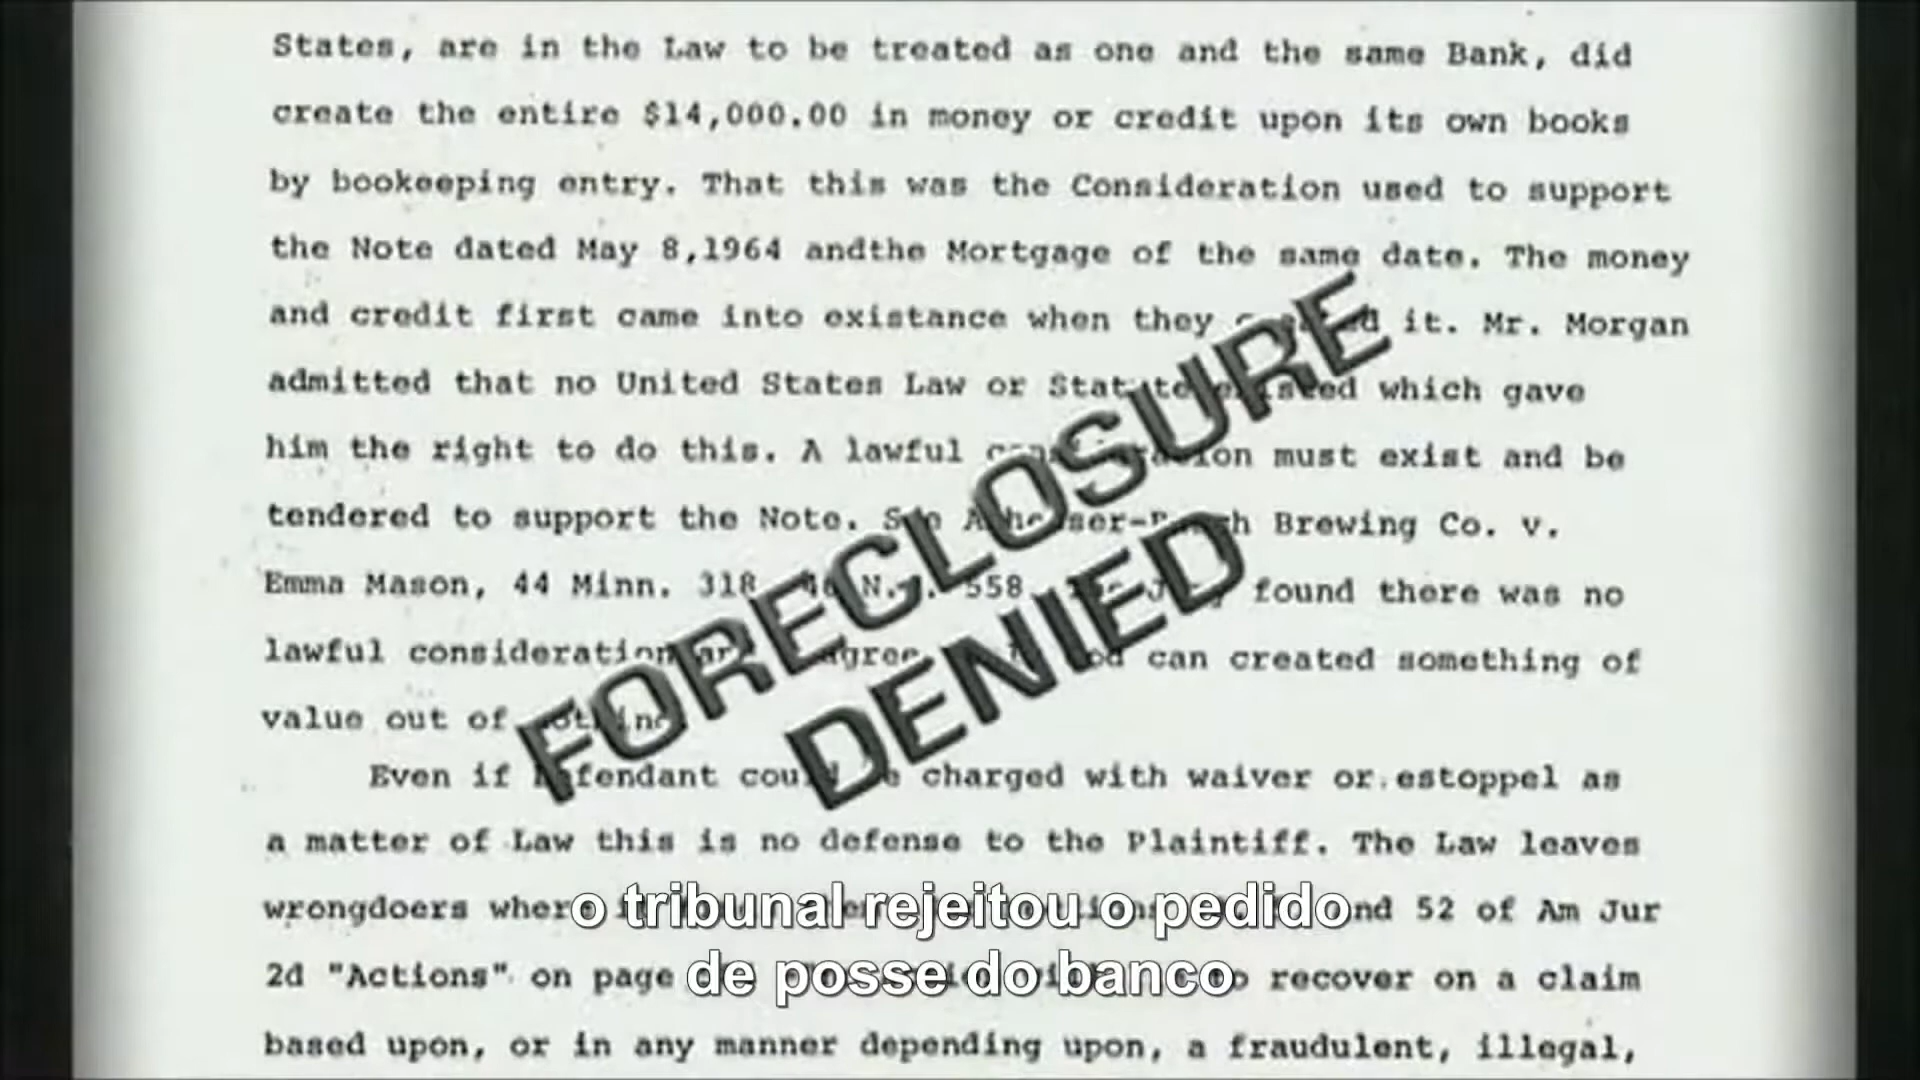 States, are in the Law to be treated as one and the same Bank, did
create the entire $14,000.00 in money or credit upon its own books
by bookeeping entry. That this was the Consideration used to support
the Note dated May 8,1964 andthe Mortgage of the same date. The money
and credit first came into existance when they it. Mr. Morgan
admitted that no United States Law or Statute which gave
him the right to do this. A lawful must exist and be
tendered to support the Note. Brewing Co. v.
Emma Mason, 44 Minn. 318 558 found there was no
lawful consideration can created something of
value out of
FORECLOSURE
DENIED
Even if charged with waiver or estoppel as
a matter of Law this is no defense to the Plaintiff. The Law leaves
wrongdoers and 52 of Am Jur
2d "Actions" on page to recover on a claim
based upon, or in any manner depending upon, a fraudulent, illegal,
o tribunal rejeitou o pedido
de posse do banco